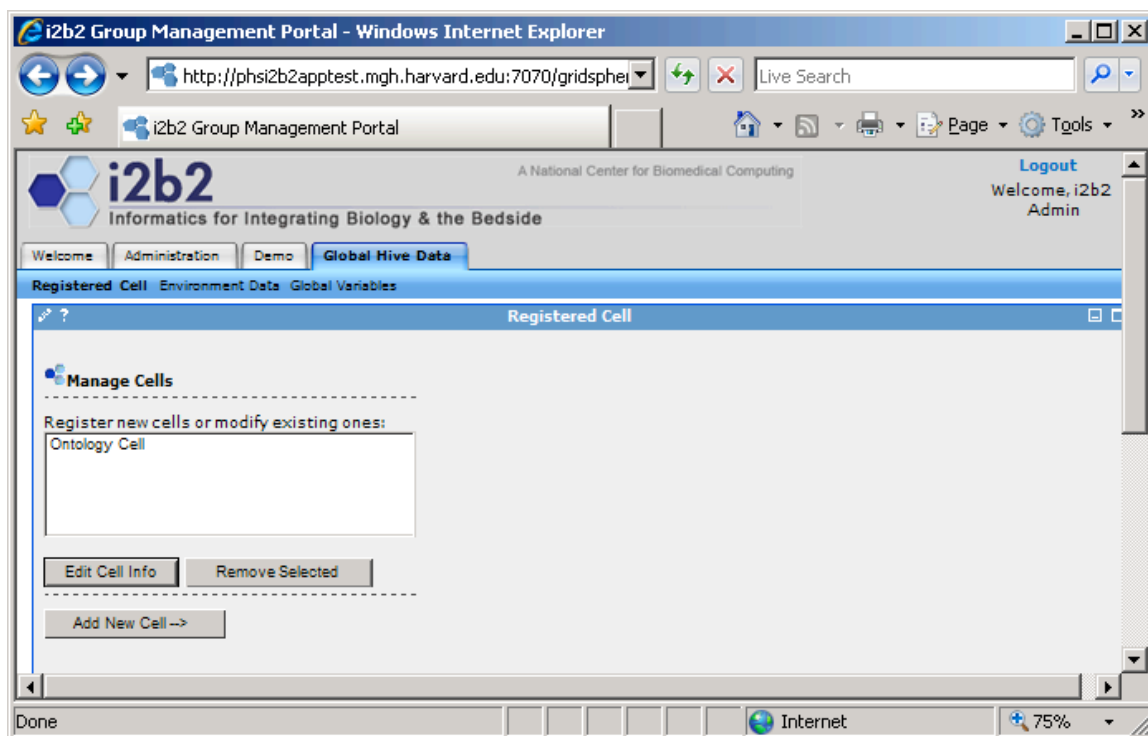 i2b2 Group Management Portal - Windows Internet Explorer
http://phsi2b2apptest.mgh.harvard.edu:7070/gridspher
Live Search
i2b2 Group Management Portal
Page
Tools
»
i2b2
A National Center for Biomedical Computing
Informatics for Integrating Biology & the Bedside
Logout
Welcome, i2b2
Admin
Welcome Administration Demo Global Hive Data
Registered Cell Environment Data Global Variables
? Registered Cell
Manage Cells
Register new cells or modify existing ones:
Ontology Cell
Edit Cell Info Remove Selected
Add New Cell-->
Done Internet 75%